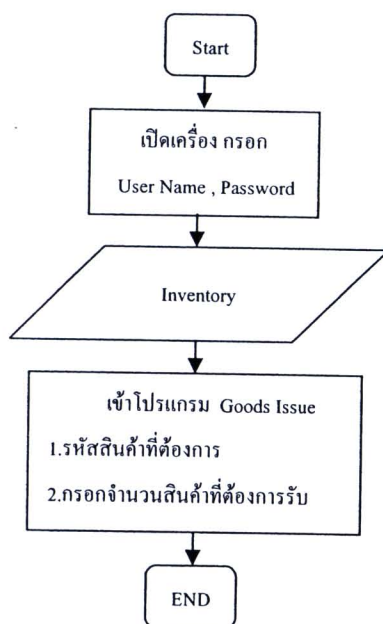 Start
เปิดเครื่อง กรอก
User Name , Password
Inventory
เข้าโปรแกรม Goods Issue
1.รหัสสินค้าที่ต้องการ
2.กรอกจำนวนสินค้าที่ต้องการรับ
END